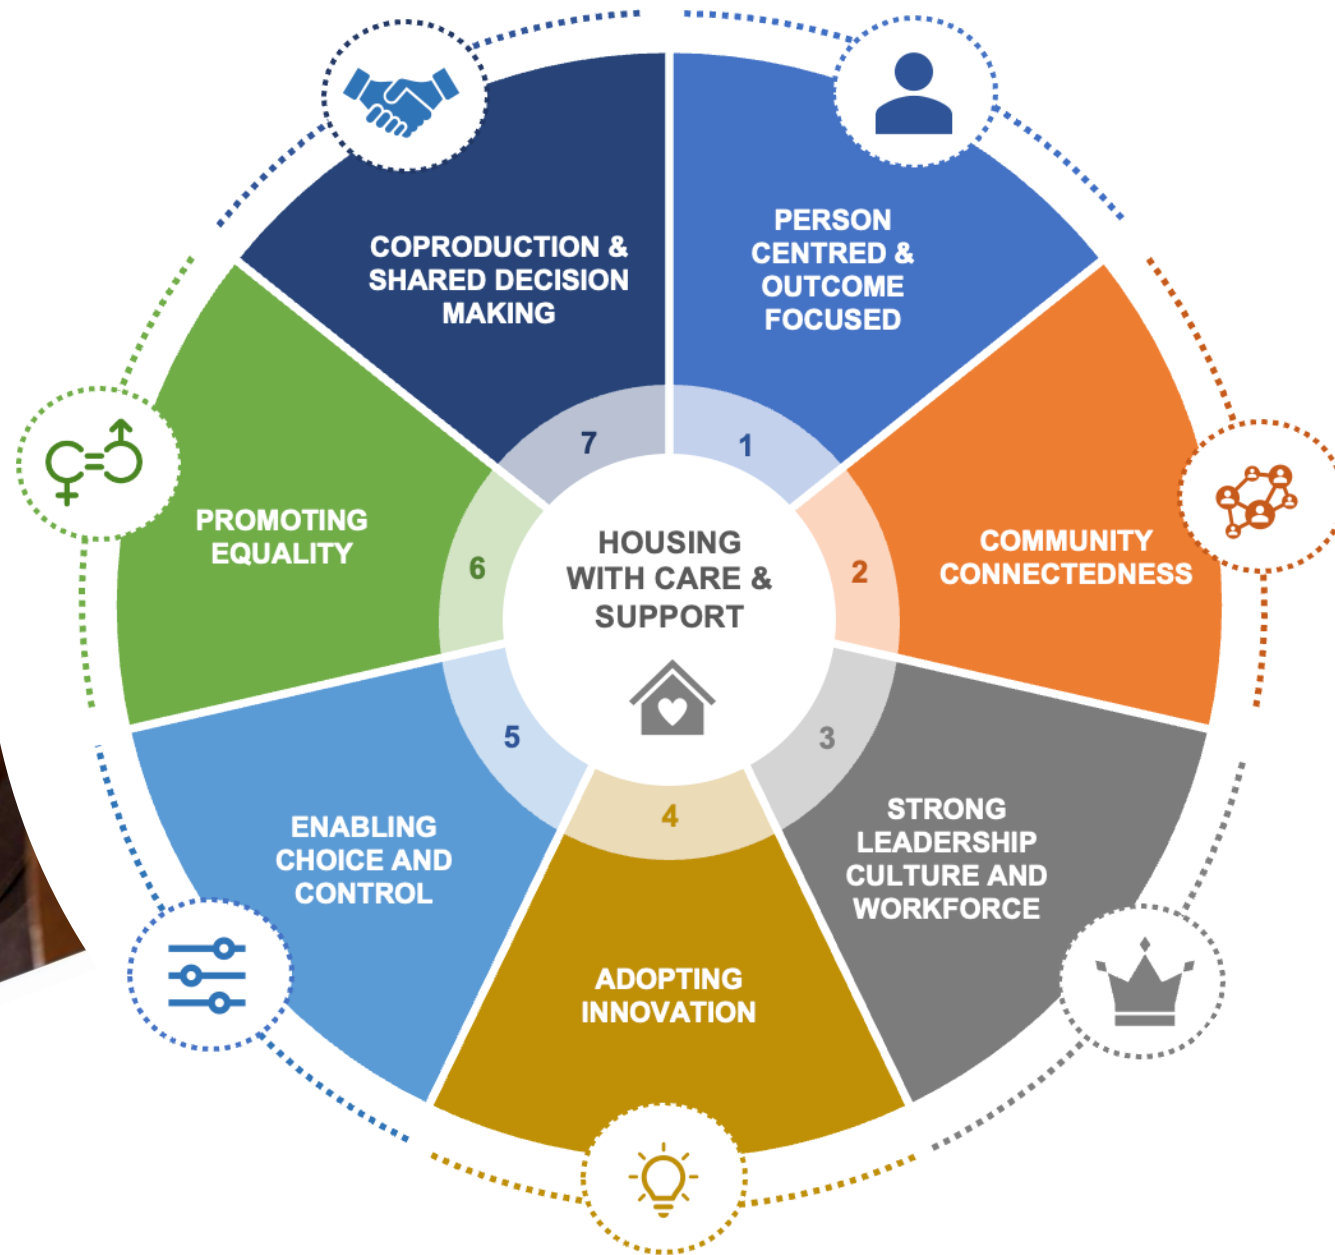 PERSON
CENTRED &
OUTCOME
FOCUSED
1
COMMUNITY
CONNECTEDNESS
2
STRONG
LEADERSHIP
CULTURE AND
WORKFORCE
3
ADOPTING
INNOVATION
4
ENABLING
CHOICE AND
CONTROL
5
PROMOTING
EQUALITY
6
COPRODUCTION &
SHARED DECISION
MAKING
7
HOUSING
WITH CARE &
SUPPORT